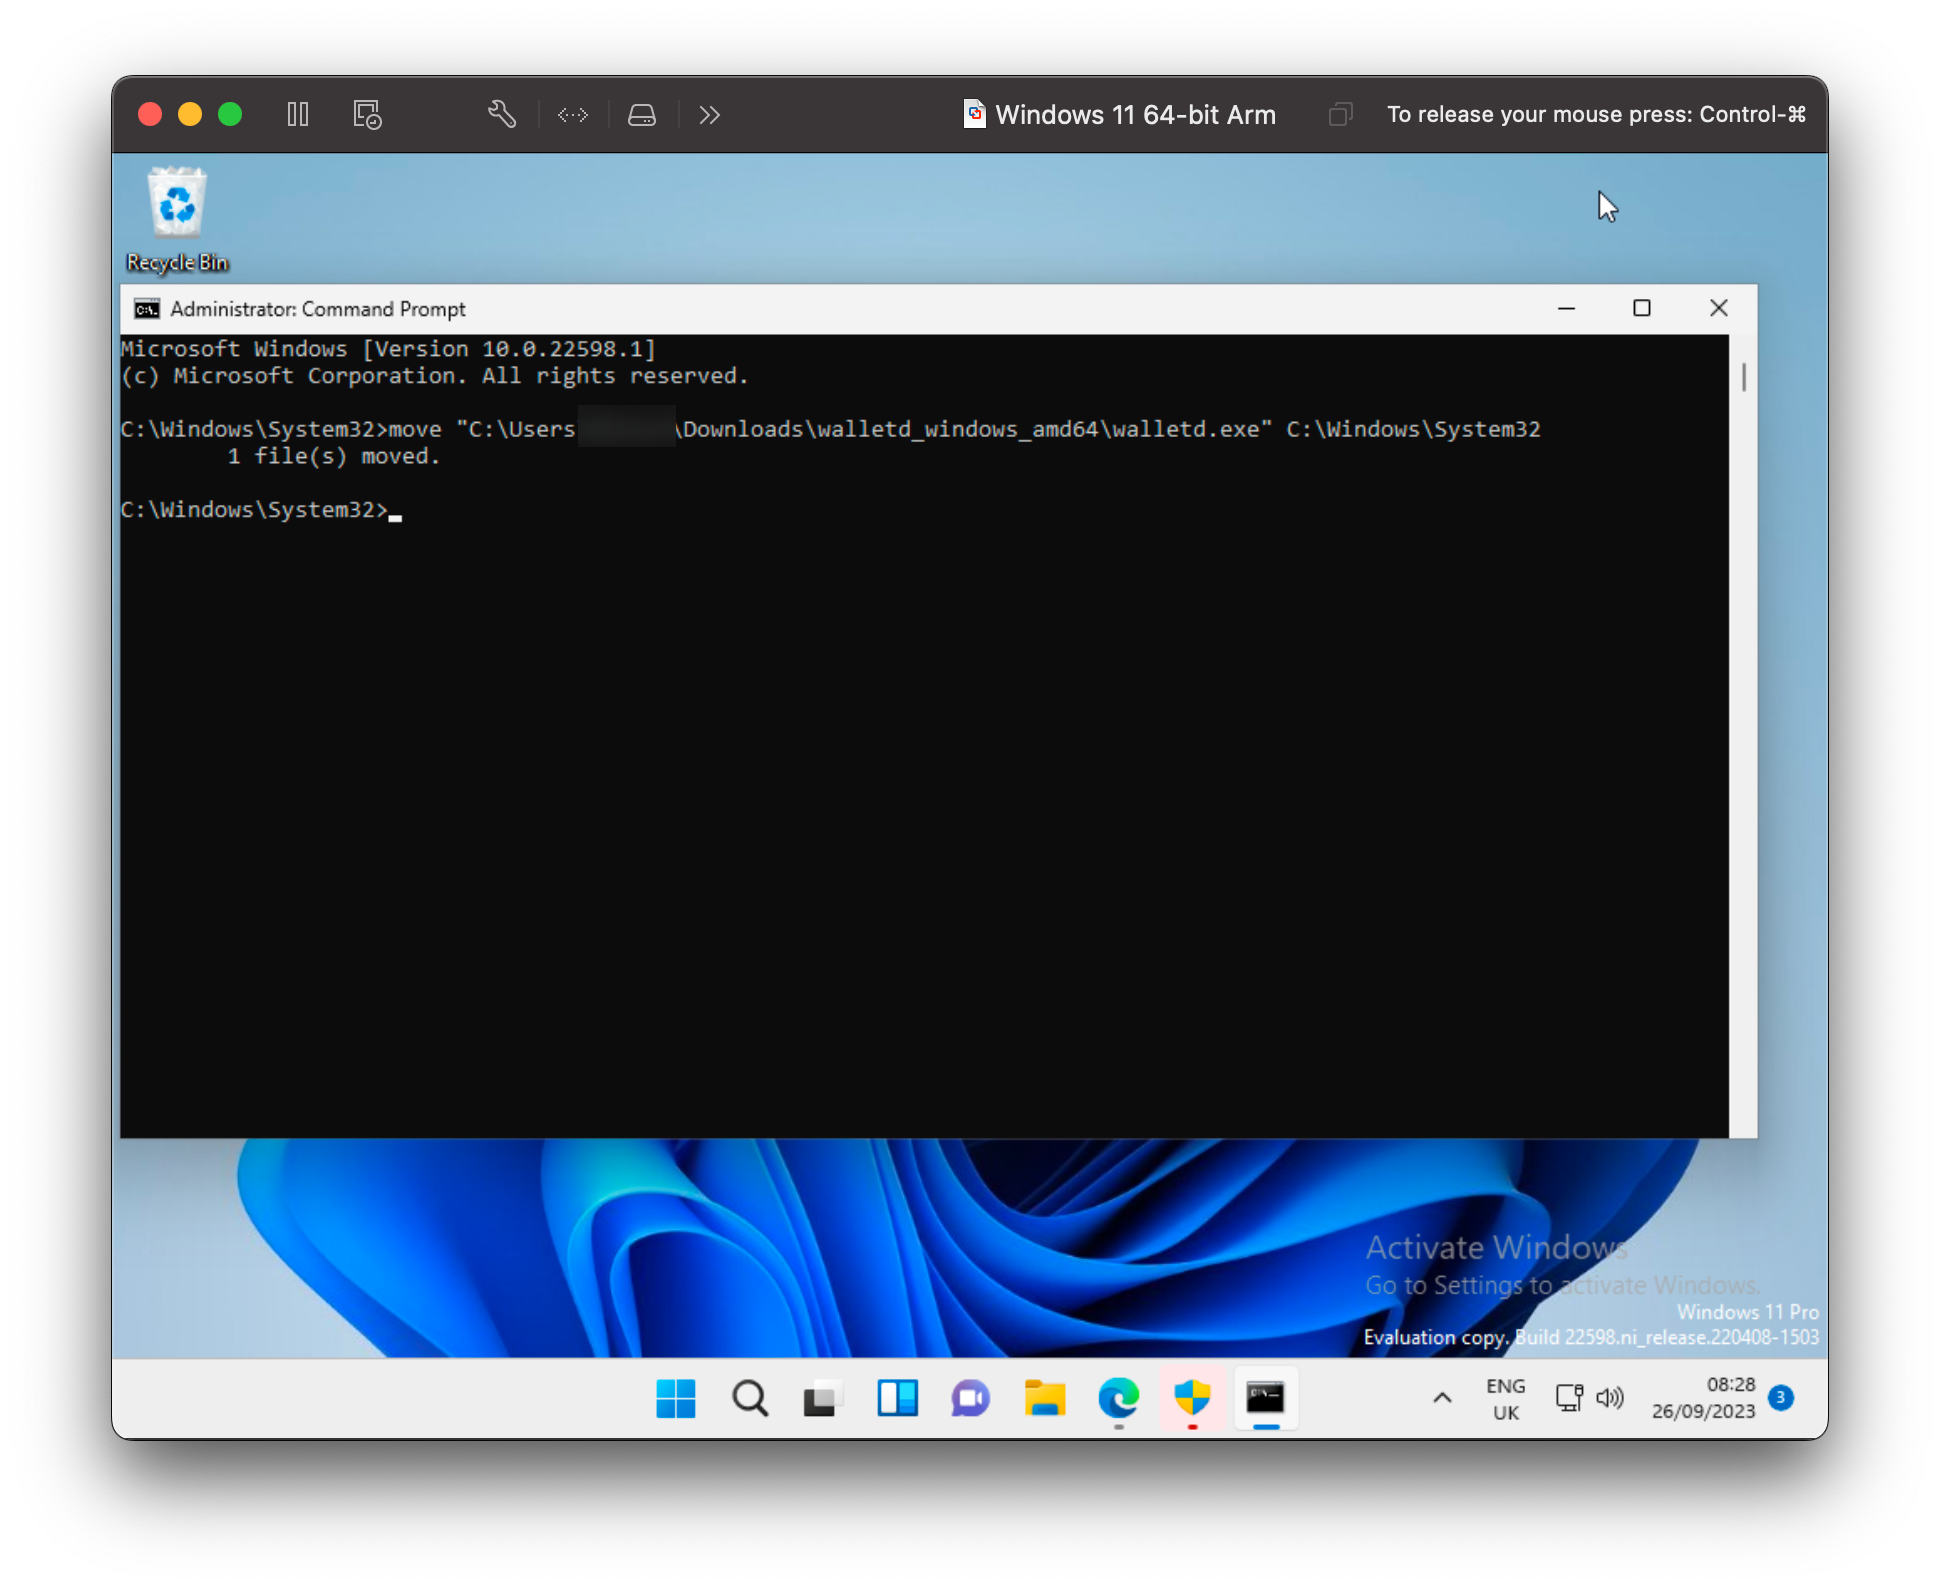 Windows 11 64-bit Arm
To release your mouse press: Control-⌘
Recycle Bin
Administrator: Command Prompt
Microsoft Windows [Version 10.0.22598.1]
(c) Microsoft Corporation. All rights reserved.
C:\Windows\System32>move "C:\Users \Downloads\walletd_windows_amd64\walletd.exe" C:\Windows\System32
1 file(s) moved.
C:\Windows\System32>
Activate Windows
Go to Settings to activate Windows.
Windows 11 Pro
Evaluation copy. Build 22598.ni_release.220408-1503
ENG
UK
08:28
26/09/2023
3